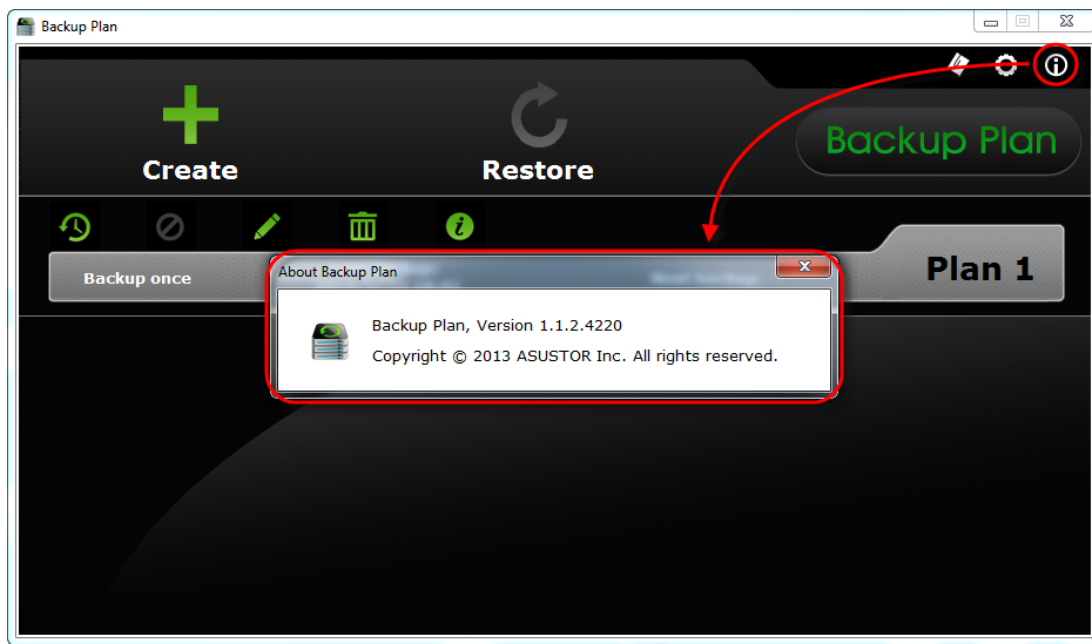 Backup Plan
Create
Restore
Backup Plan
Backup once
Plan 1
About Backup Plan
Backup Plan, Version 1.1.2.4220
Copyright © 2013 ASUSTOR Inc. All rights reserved.